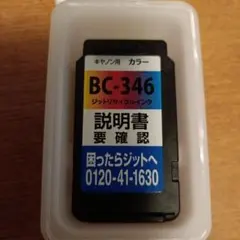 キヤノン用 カラー
BC-346
ジットリサイクルインク
説明書
要確認
困ったらジットへ
0120-41-1630